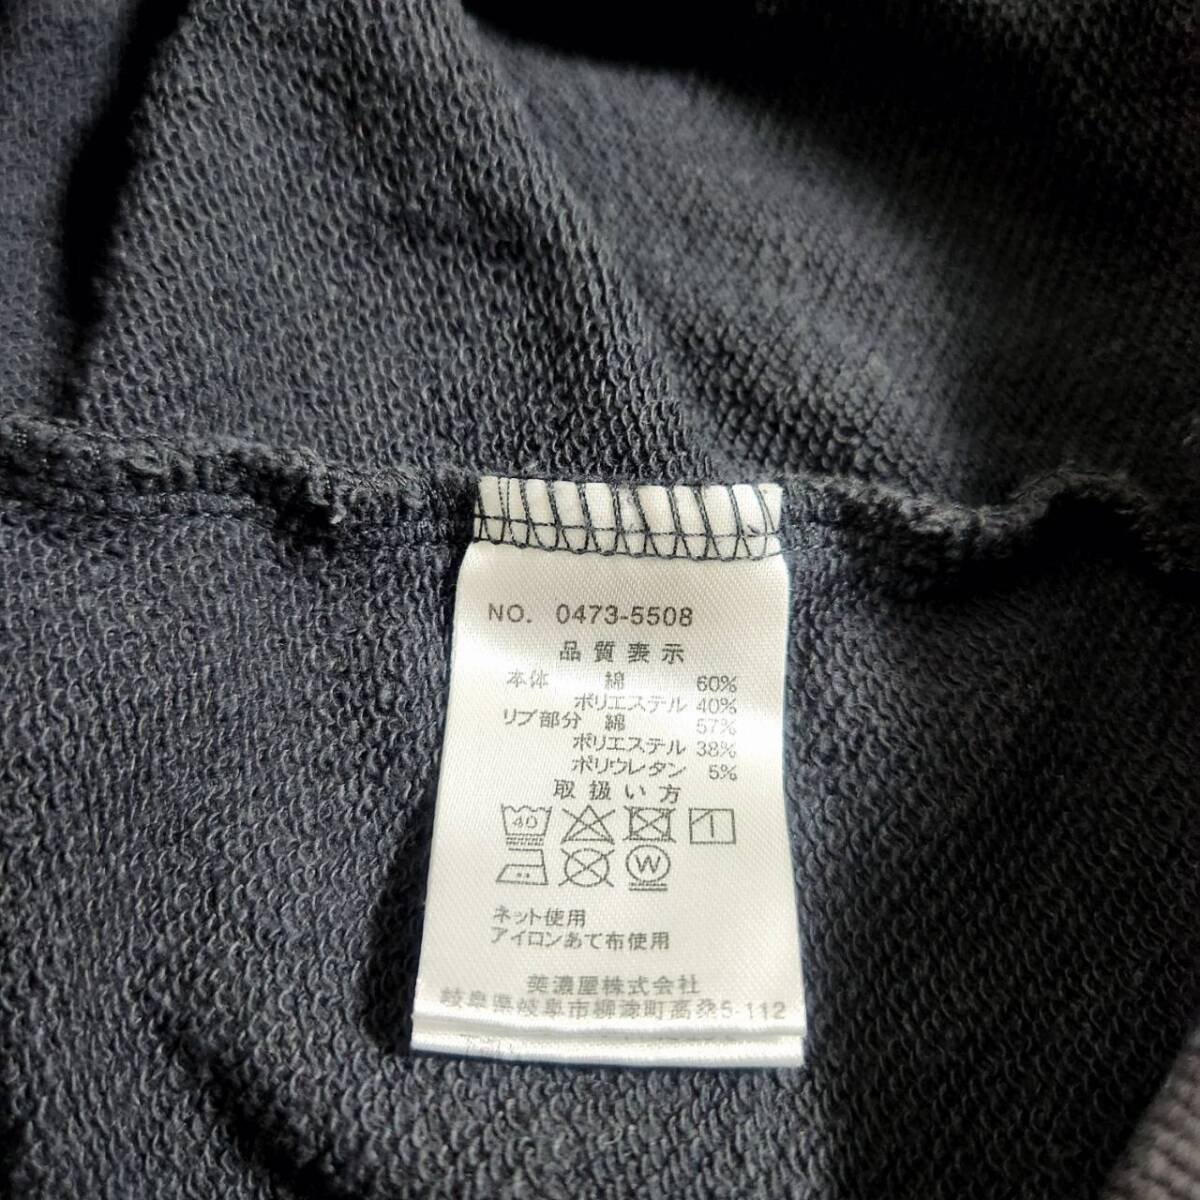 NO. 0473-5508
品質表示
本体 綿 60%
ポリエステル 40%
リブ部分 綿 57%
ポリエステル 38%
ポリウレタン 5%
取扱い方
40
W
ネット使用
アイロンあて布使用
美濃屋株式会社
岐阜県岐阜市柳津町高桑5-112